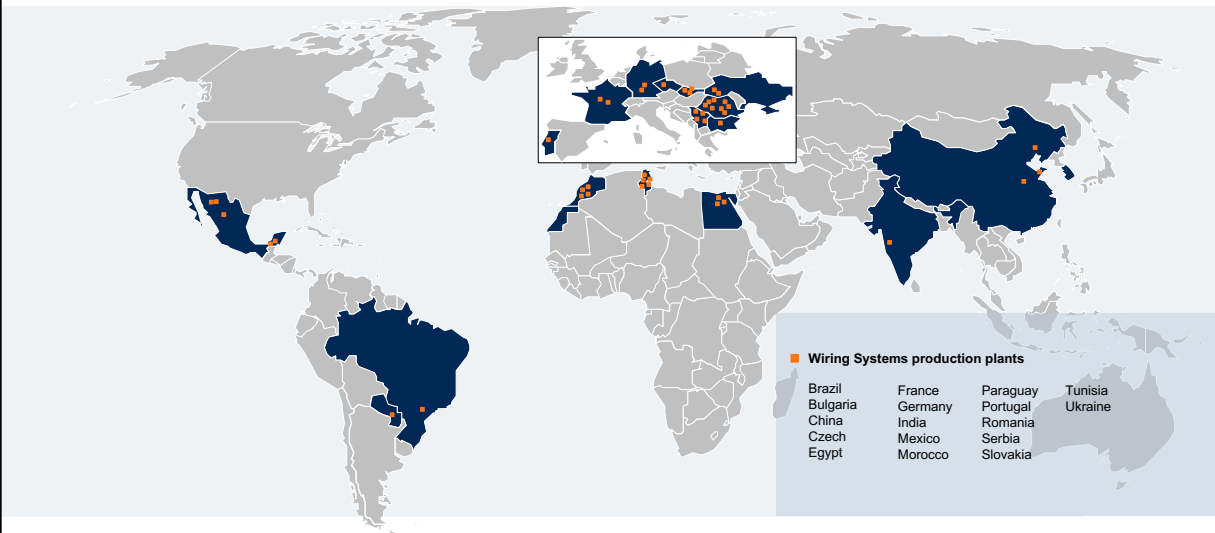 Wiring Systems production plants
Brazil
Bulgaria
China
Czech
Egypt
France
Germany
India
Mexico
Morocco
Paraguay
Portugal
Romania
Serbia
Slovakia
Tunisia
Ukraine